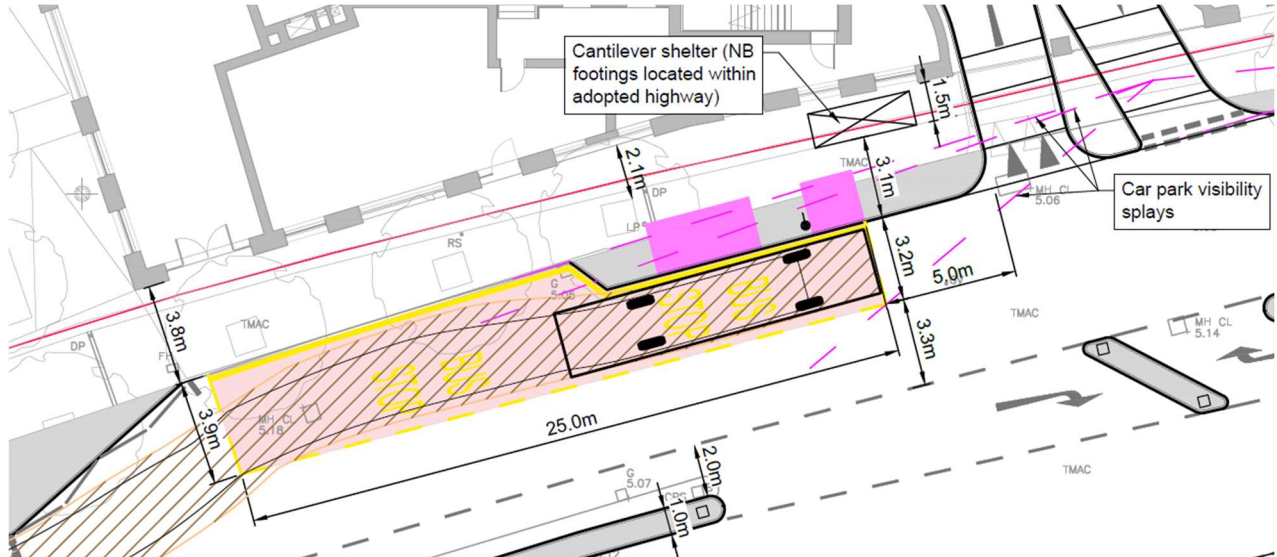 Cantilever shelter (NB
footings located within
adopted highway)
1.5m
2.1m
DP
TMAC
3.1m
MH CL
5.06
Car park visibility
splays
LP
RS
3.2m
5.0m
G
BUS
STOP
TMAC
3.8m
TMAC
DP
FH
3.3m
MH CL
5.14
BUS
STOP
3.9m
MH CL
5.18
25.0m
TMAC
G
5.07
2.0m
1.0m